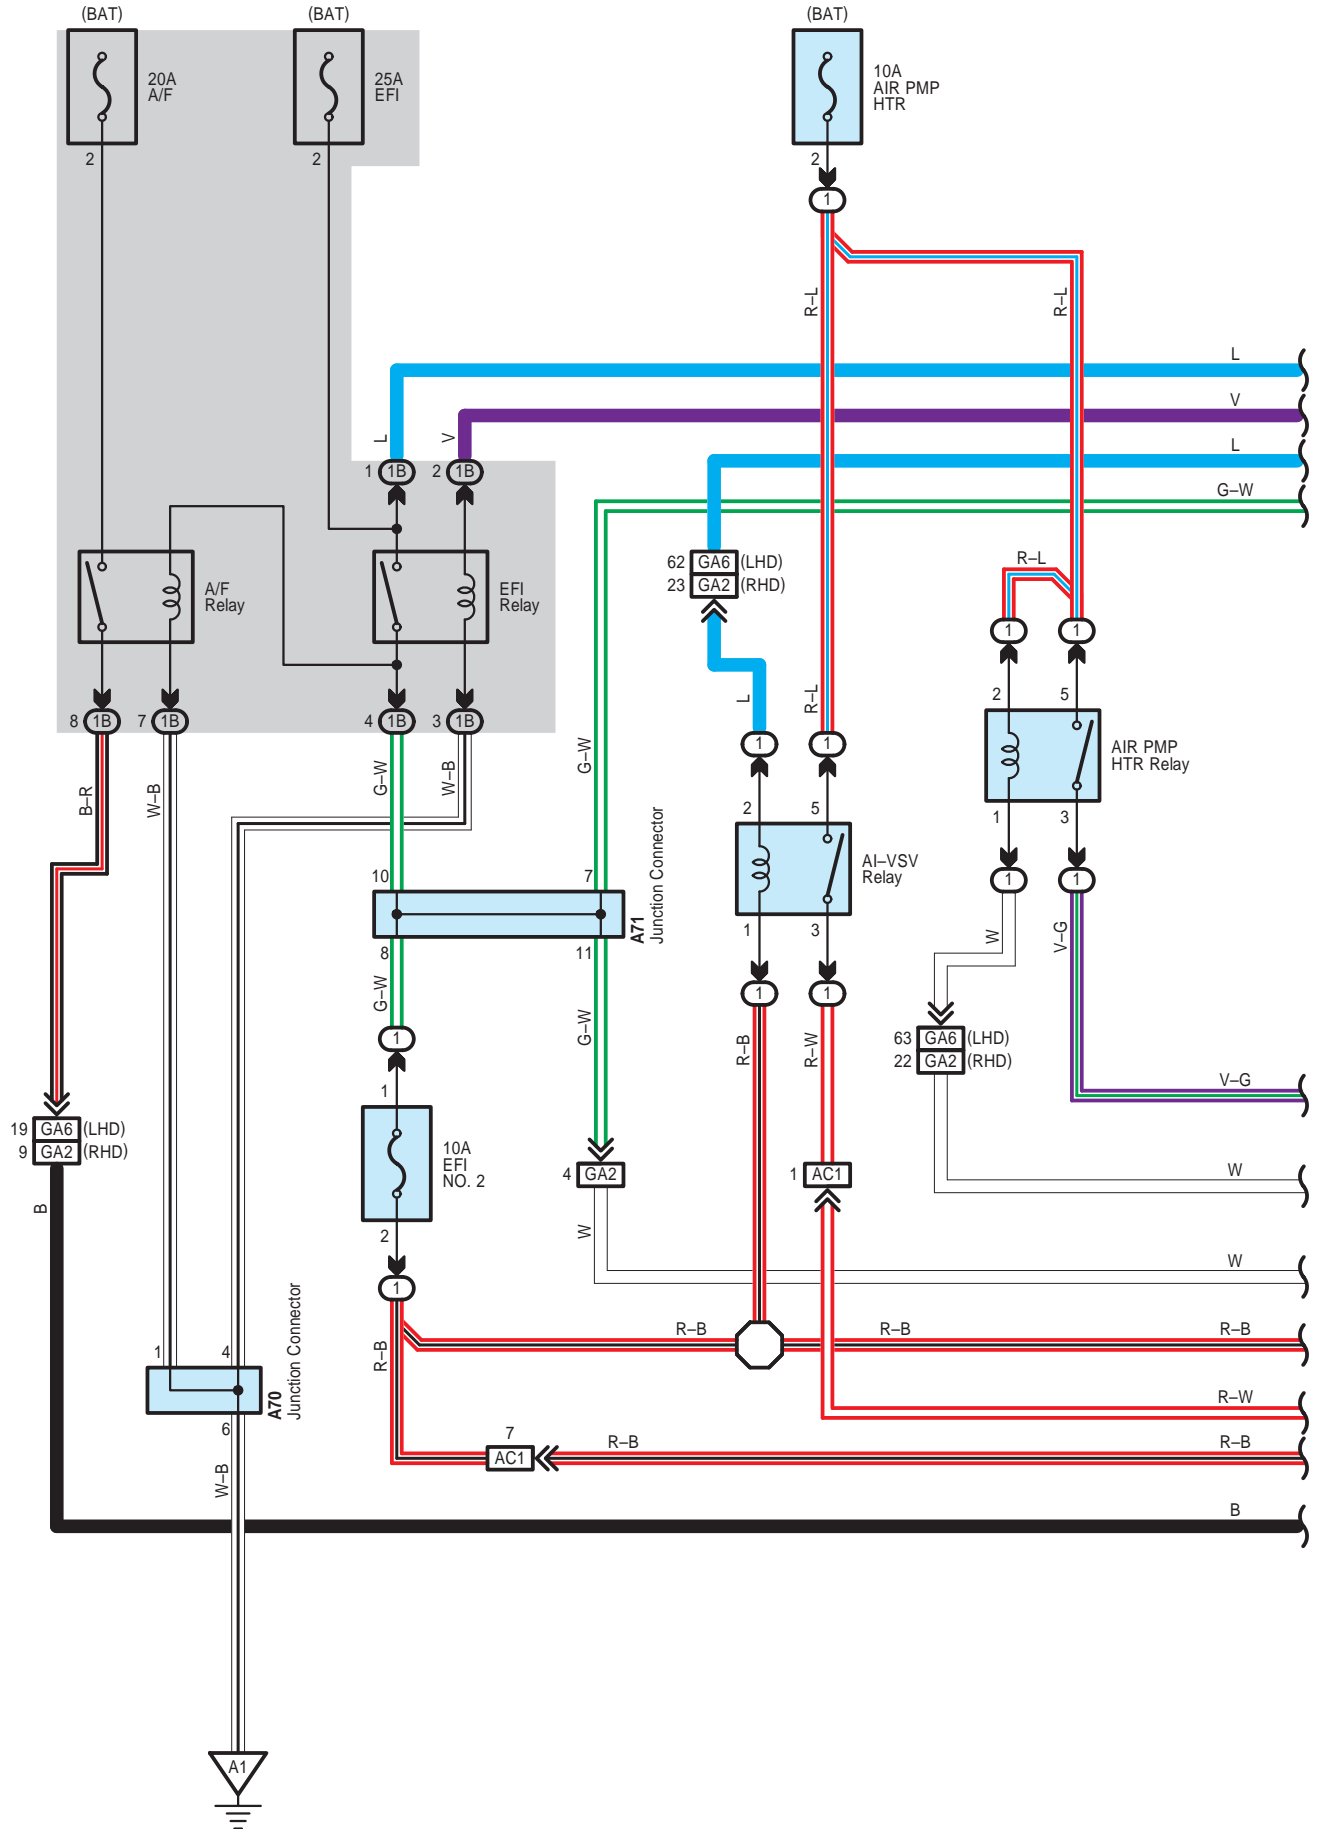 (BAT)
(BAT)
(BAT)
20A
A/F
25A
EFI
10A
AIR PMP
HTR
2
2
2
1
R–L
R–L
L
V
L
V
L
1
1B
2
1B
G–W
R–L
62
GA6
(LHD)
23
GA2
(RHD)
A/F
Relay
EFI
Relay
1
1
2
5
L
R–L
8
1B
7
1B
4
1B
3
1B
1
1
AIR PMP
HTR Relay
B–R
W–B
G–W
W–B
G–W
2
5
1
3
10
7
AI–VSV
Relay
1
1
A71
Junction Connector
8
11
1
3
W
V–G
G–W
G–W
1
1
1
R–B
R–W
63
GA6
(LHD)
22
GA2
(RHD)
1
V–G
19
GA6
(LHD)
9
GA2
(RHD)
10A
EFI
NO. 2
4
GA2
1
AC1
W
B
2
W
W
1
R–B
R–B
R–B
R–B
1
4
A70
Junction Connector
R–W
6
7
AC1
R–B
R–B
W–B
B
A1